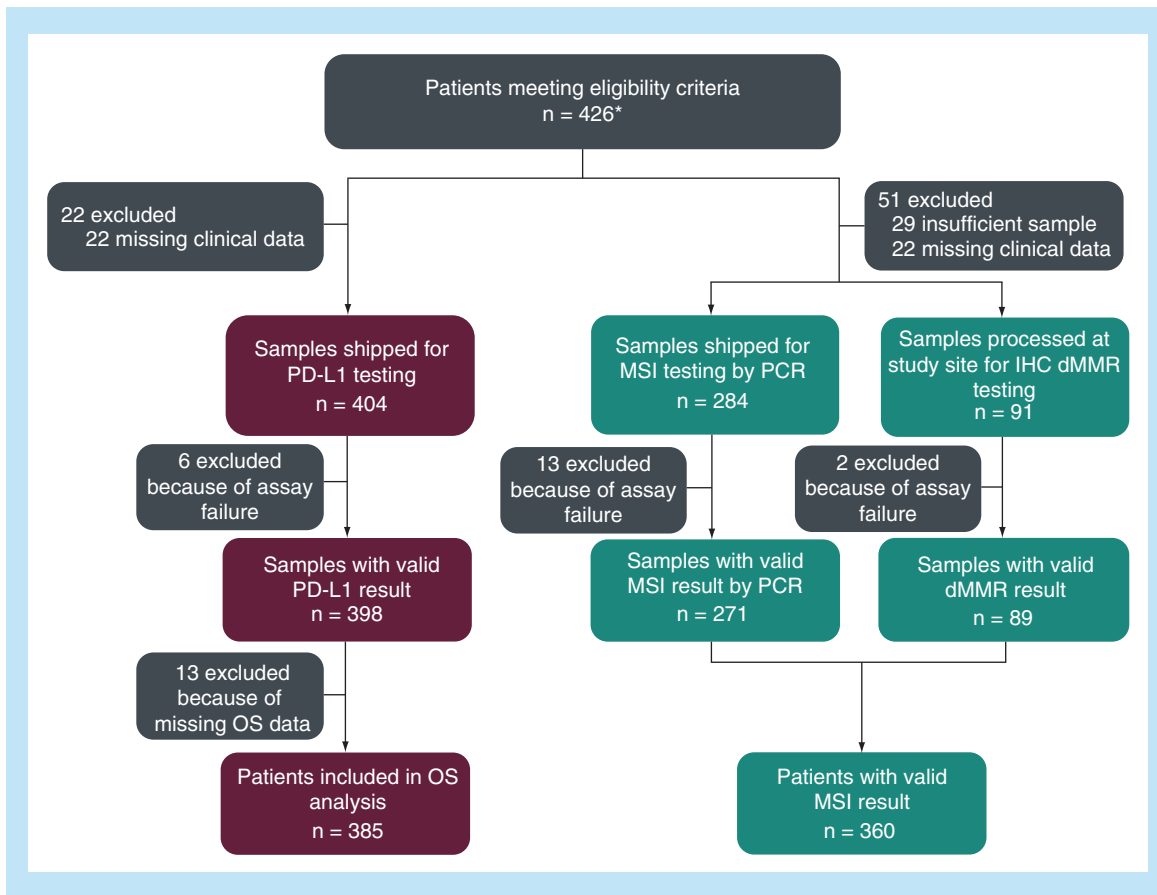 Patients meeting eligibility criteria
n = 426*
22 excluded
22 missing clinical data
51 excluded
29 insufficient sample
22 missing clinical data
Samples shipped for
PD-L1 testing
n = 404
Samples shipped for
MSI testing by PCR
n = 284
Samples processed at
study site for IHC dMMR
testing
n = 91
6 excluded
because of assay
failure
13 excluded
because of assay
failure
2 excluded
because of assay
failure
Samples with valid
PD-L1 result
n = 398
Samples with valid
MSI result by PCR
n = 271
Samples with valid
dMMR result
n = 89
13 excluded
because of
missing OS data
Patients included in OS
analysis
n = 385
Patients with valid
MSI result
n = 360